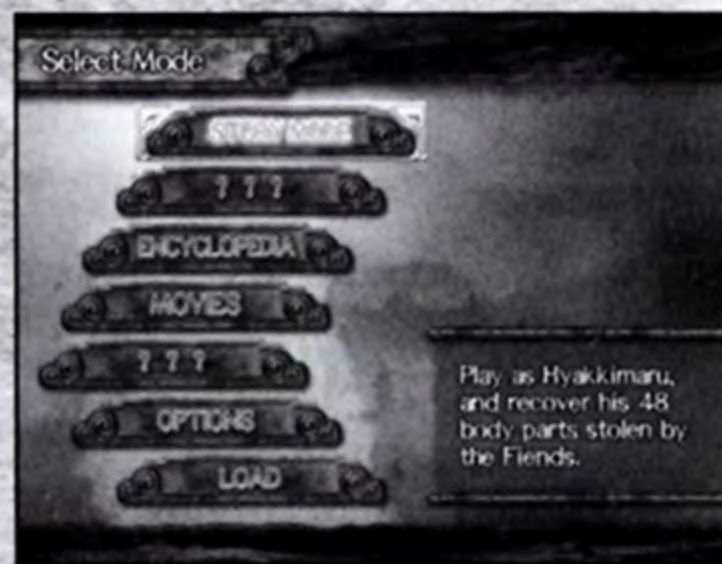 Select Mode
STORY MODE
? ? ?
ENCYCLOPEDIA
MOVIES
? ? ?
OPTIONS
LOAD
Play as Hyakkimaru,
and recover his 48
body parts stolen by
the Fiends.